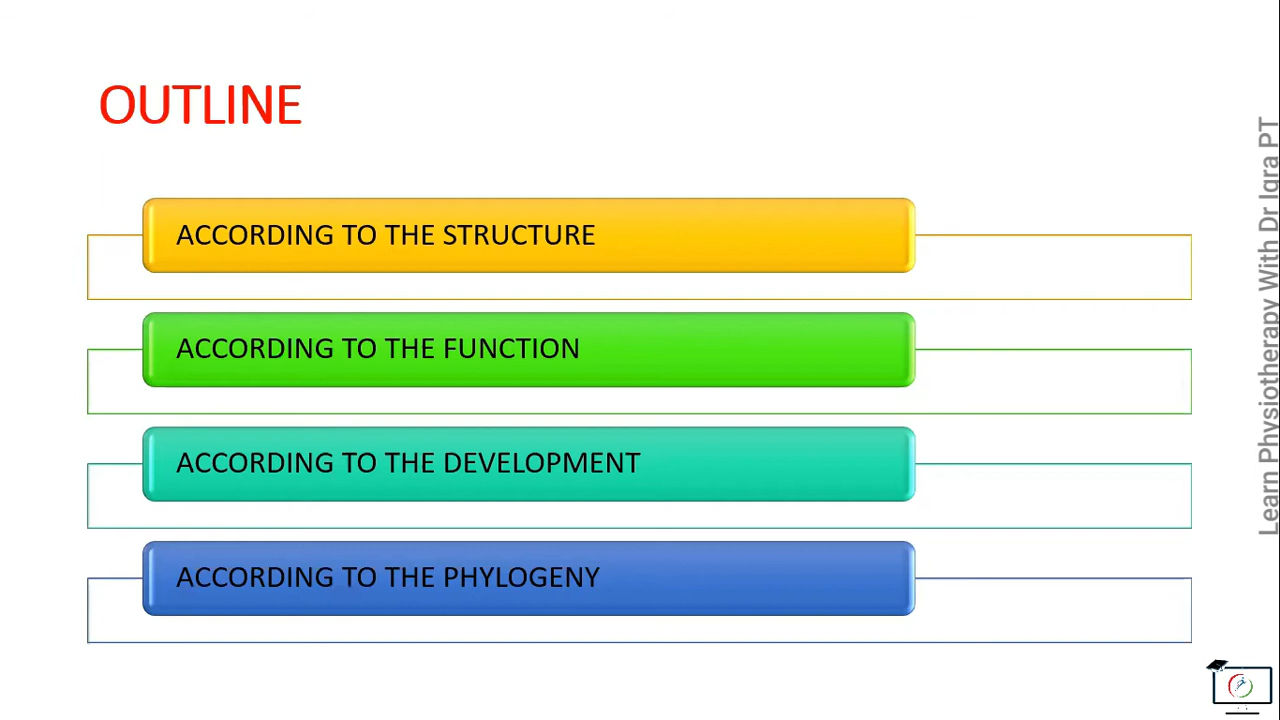 OUTLINE
ACCORDING TO THE STRUCTURE
ACCORDING TO THE FUNCTION
ACCORDING TO THE DEVELOPMENT
ACCORDING TO THE PHYLOGENY
Learn Physiotherapy With Dr Iqra PT